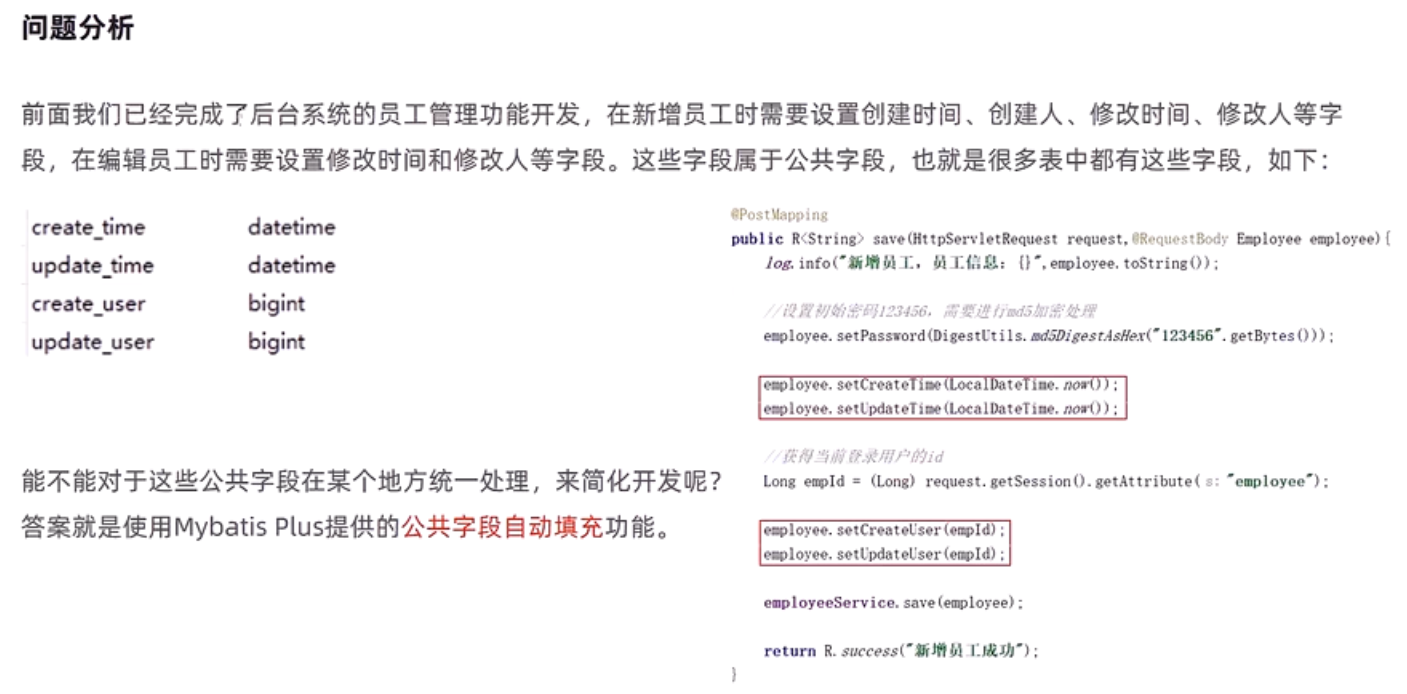 问题分析
前面我们已经完成了后台系统的员工管理功能开发，在新增员工时需要设置创建时间、创建人、修改时间、修改人等字
段，在编辑员工时需要设置修改时间和修改人等字段。这些字段属于公共字段，也就是很多表中都有这些字段，如下：
create_time datetime
update_time datetime
create_user bigint
update_user bigint
能不能对于这些公共字段在某个地方统一处理，来简化开发呢？
答案就是使用Mybatis Plus提供的公共字段自动填充功能。
@PostMapping
public R<String> save(HttpServletRequest request,@RequestBody Employee employee){
log.info("新增员工，员工信息：{}",employee.toString());
//设置初始密码123456，需要进行md5加密处理
employee.setPassword(DigestUtils.md5DigestAsHex("123456".getBytes()));
employee.setCreateTime(LocalDateTime.now());
employee.setUpdateTime(LocalDateTime.now());
//获得当前登录用户的id
Long empId = (Long) request.getSession().getAttribute( s: "employee");
employee.setCreateUser(empId);
employee.setUpdateUser(empId);
employeeService.save(employee);
return R.success("新增员工成功");
}